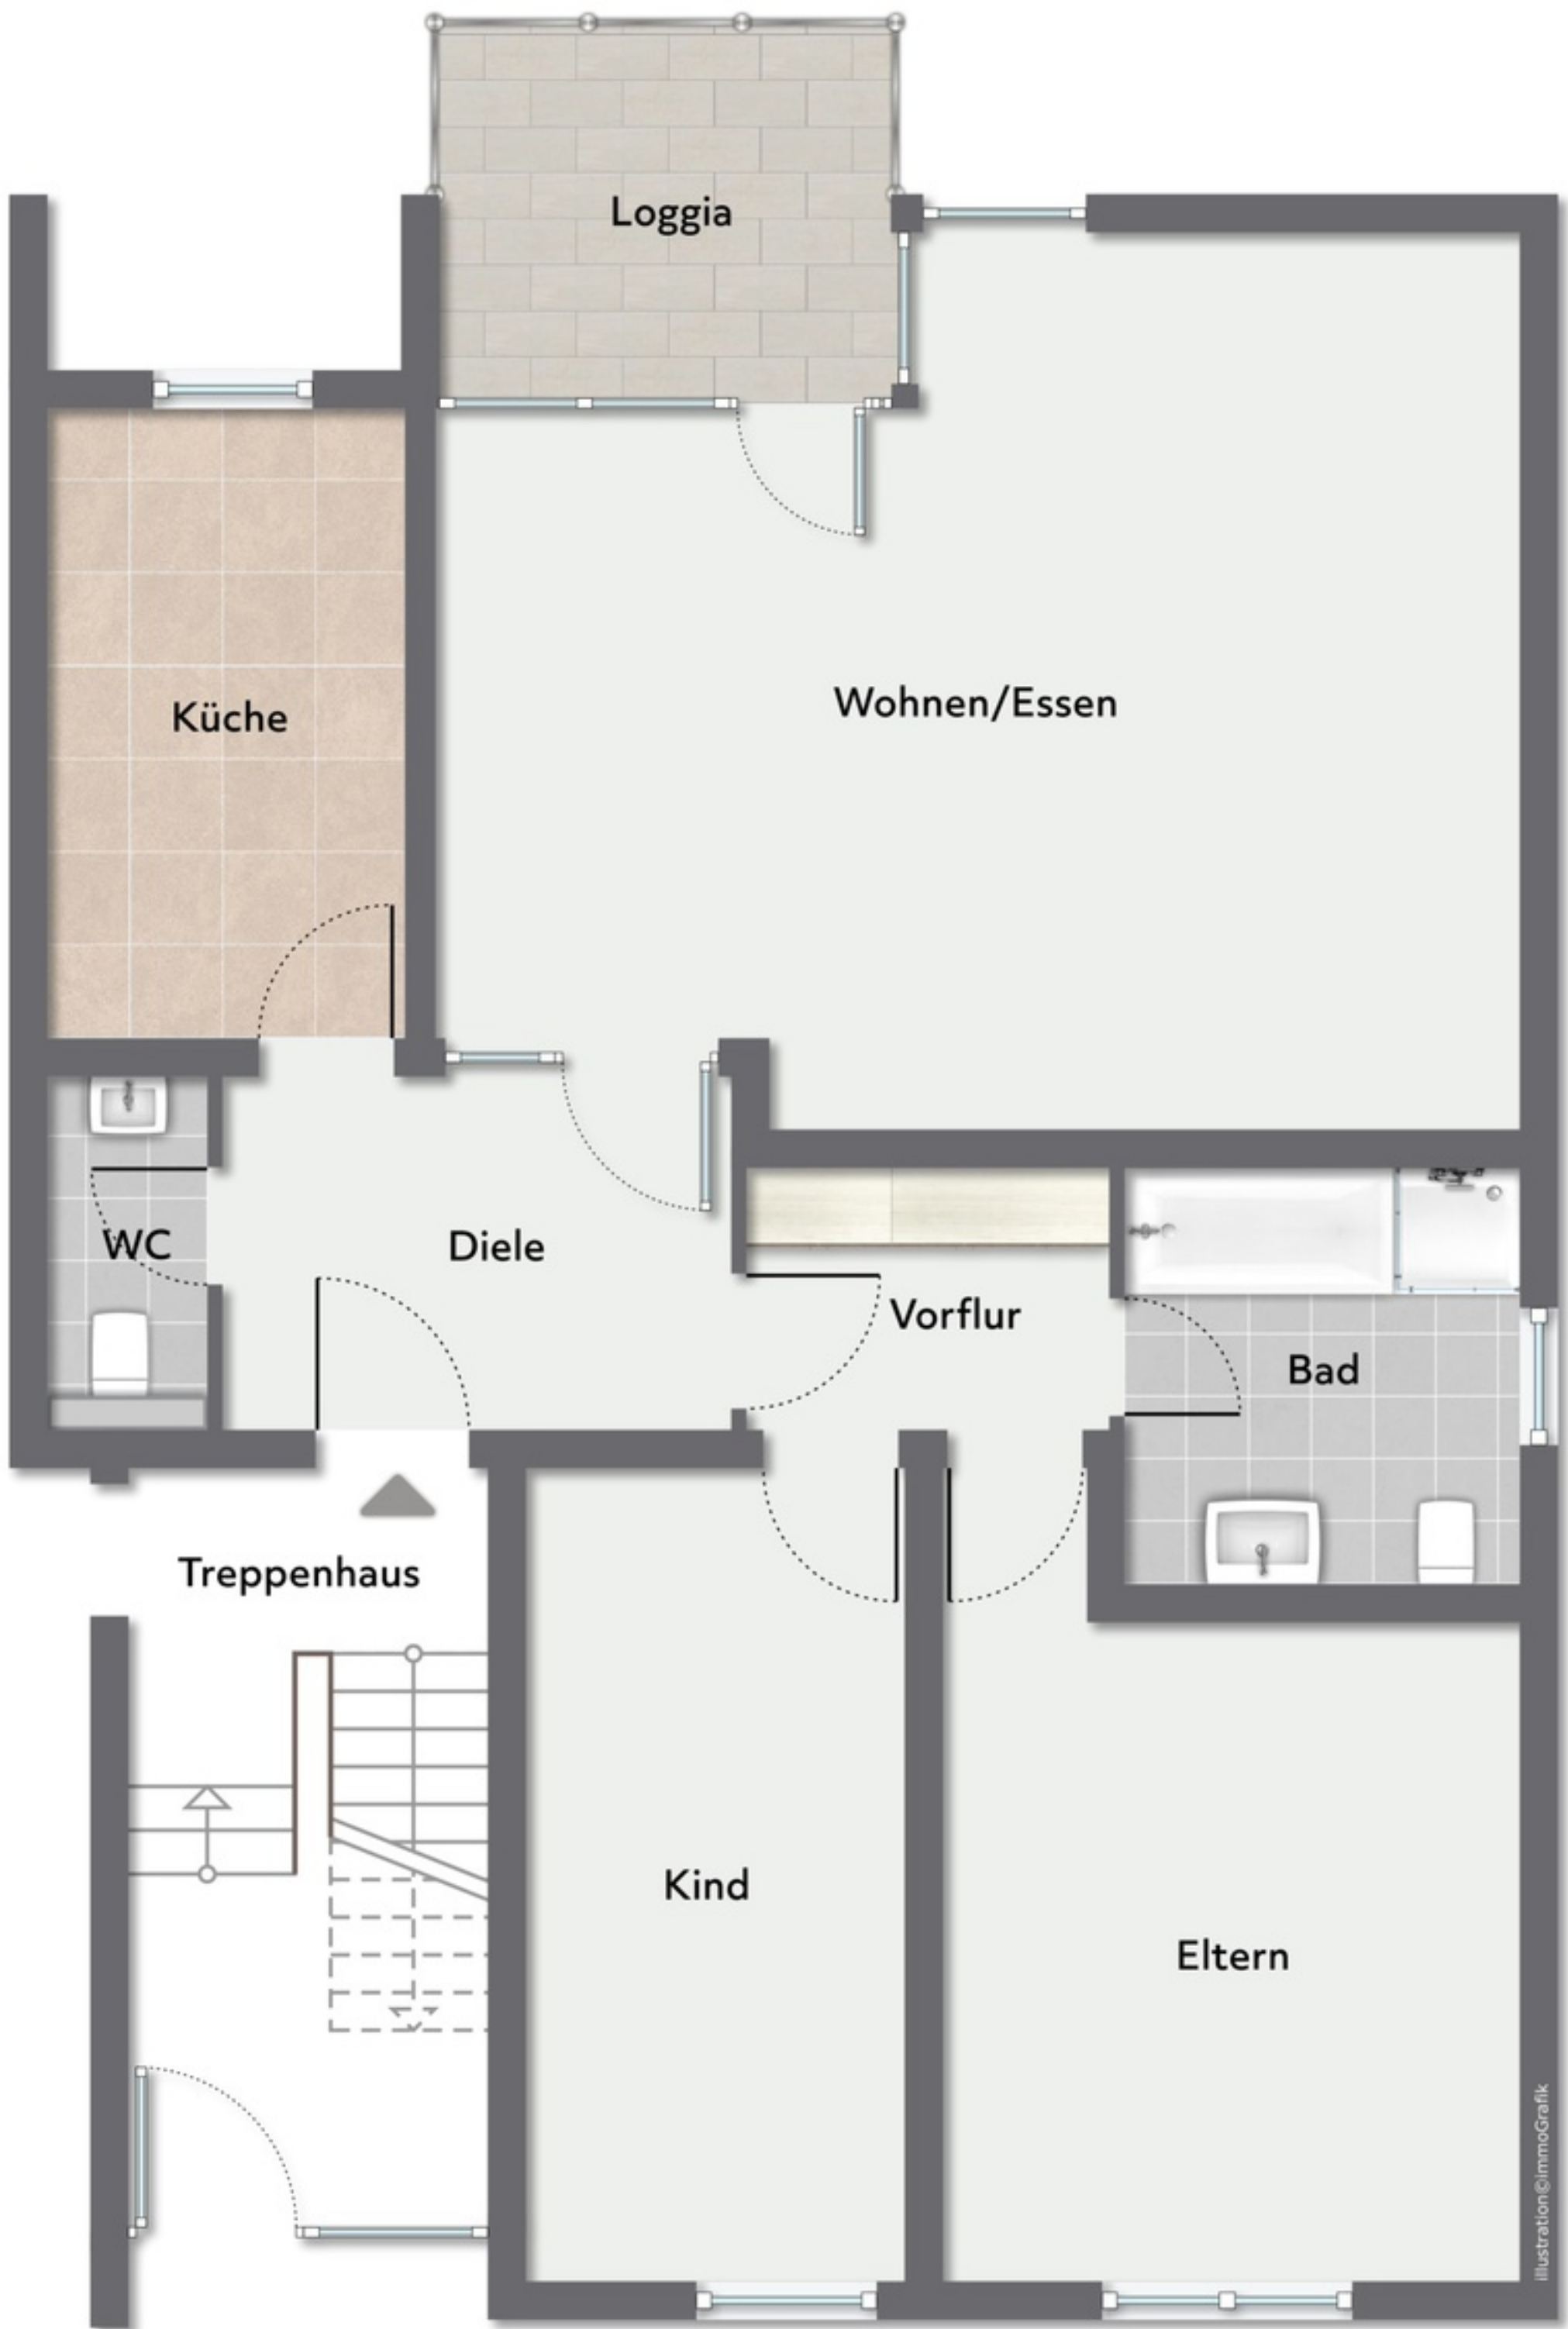 Loggia
Wohnen/Essen
Küche
WC
Diele
Vorflur
Bad
Treppenhaus
Kind
Eltern
illustration©immoGrafik